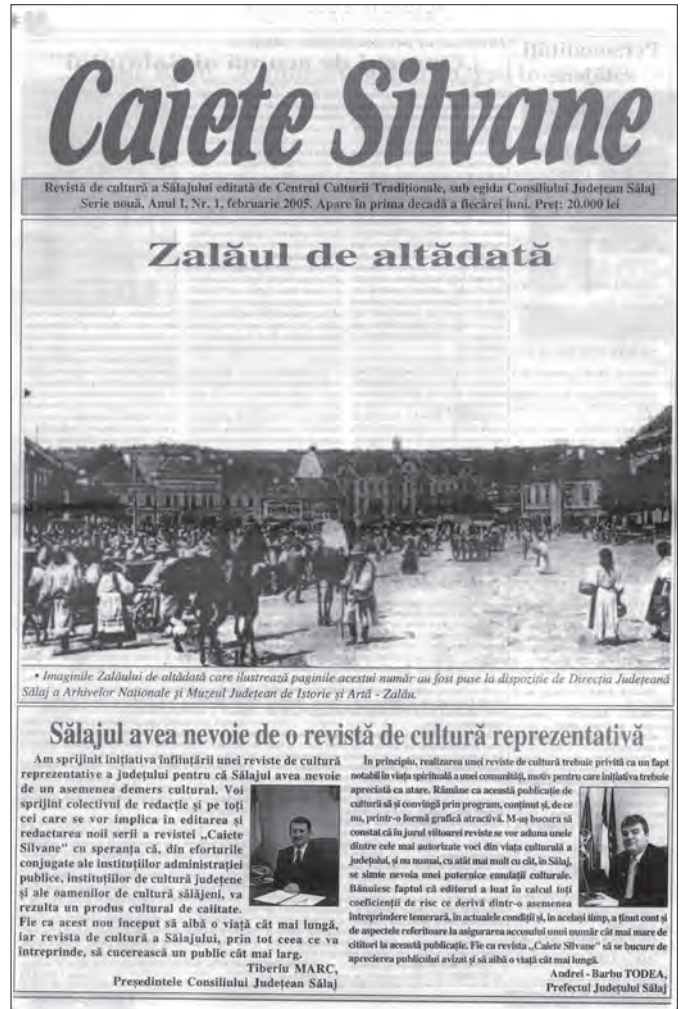 Caiete Silvane
Revistă de cultură a Sălajului editată de Centrul Culturii Tradiționale, sub egida Consiliului Județean Sălaj
Serie nouă, Anul I, Nr. 1, februarie 2005. Apare în prima decadă a fiecărei luni. Preț: 20.000 lei
Zalăul de altădată
• Imaginile Zalăului de altădată care ilustrează paginile acestui număr au fost puse la dispoziție de Direcția Județeană
Sălaj a Arhivelor Naționale și Muzeul Județean de Istorie și Artă - Zalău.
Sălajul avea nevoie de o revistă de cultură reprezentativă
Am sprijinit inițiativa înființării unei reviste de cultură
reprezentative a județului pentru că Sălajul avea nevoie
de un asemenea demers cultural. Voi
sprijini colectivul de redacție și pe toți
cei care se vor implica în editarea și
redactarea noii serii a revistei „Caiete
Silvane" cu speranța că, din eforturile
conjugate ale instituțiilor administrației
publice, instituțiilor de cultură județene
și ale oamenilor de cultură sălăjeni, va
rezulta un produs cultural de calitate.
Fie ca acest nou început să aibă o viață cât mai lungă,
iar revista de cultură a Sălajului, prin tot ceea ce va
întreprinde, să cucerească un public cât mai larg.
Tiberiu MARC,
Președintele Consiliului Județean Sălaj
În principiu, realizarea unei reviste de cultură trebuie privită ca un fapt
notabil în viața spirituală a unei comunități, motiv pentru care inițiativa trebuie
apreciată ca atare. Rămâne ca această publicație de
cultură să și convingă prin program, conținut și, de ce
nu, printr-o formă grafică atractivă. M-aș bucura să
constat că în jurul viitoarei reviste se vor aduna unele
dintre cele mai autorizate voci din viața culturală a
județului, și nu numai, cu atât mai mult cu cât, în Sălaj,
se simte nevoia unei puternice emulații culturale.
Bănuiesc faptul că editorul a luat în calcul toți
coeficienții de risc ce derivă dintr-o asemenea
întreprindere temerară, în actualele condiții și, în același timp, a ținut cont și
de aspectele referitoare la asigurarea accesului unui număr cât mai mare de
cititori la această publicație. Fie ca revista „Caiete Silvane" să se bucure de
aprecierea publicului avizat și să aibă o viață cât mai lungă.
Andrei - Barbu TODEA,
Prefectul Județului Sălaj